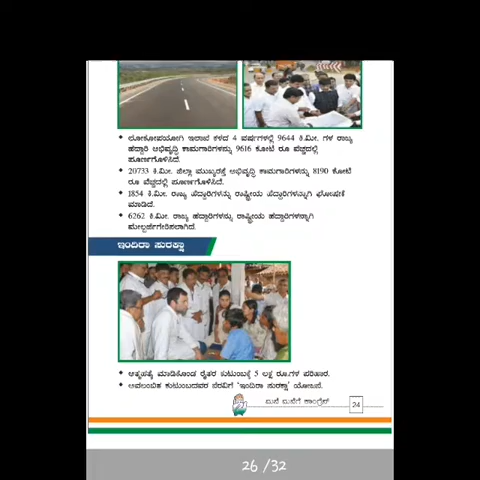 ಲೋಕೋಪಯೋಗಿ ಇಲಾಖೆ ಕಳೆದ 4 ವರ್ಷಗಳಲ್ಲಿ 9644 ಕಿ.ಮೀ. ಗಳ ರಾಜ್ಯ
ಹೆದ್ದಾರಿ ಅಭಿವೃದ್ಧಿ ಕಾಮಗಾರಿಗಳನ್ನು 9616 ಕೋಟಿ ರೂ ವೆಚ್ಚದಲ್ಲಿ
ಪೂರ್ಣಗೊಳಿಸಿದೆ.
20733 ಕಿ.ಮೀ. ಜಿಲ್ಲಾ ಮುಖ್ಯರಸ್ತೆ ಅಭಿವೃದ್ಧಿ ಕಾಮಗಾರಿಗಳನ್ನು 8190 ಕೋಟಿ
ರೂ ವೆಚ್ಚದಲ್ಲಿ ಪೂರ್ಣಗೊಳಿಸಿದೆ.
1854 ಕಿ.ಮೀ. ರಾಜ್ಯ ಹೆದ್ದಾರಿಗಳನ್ನು ರಾಷ್ಟ್ರೀಯ ಹೆದ್ದಾರಿಗಳನ್ನಾಗಿ ಘೋಷಣೆ
ಮಾಡಿದೆ.
6262 ಕಿ.ಮೀ. ರಾಜ್ಯ ಹೆದ್ದಾರಿಗಳನ್ನು ರಾಷ್ಟ್ರೀಯ ಹೆದ್ದಾರಿಗಳನ್ನಾಗಿ
ಮೇಲ್ದರ್ಜೆಗೇರಿಸಲಾಗಿದೆ.
ಇಂದಿರಾ ಸುರಕ್ಷಾ
ಆತ್ಮಹತ್ಯೆ ಮಾಡಿಕೊಂಡ ರೈತರ ಕುಟುಂಬಕ್ಕೆ 5 ಲಕ್ಷ ರೂ.ಗಳ ಪರಿಹಾರ.
ಅವಲಂಬಿತ ಕುಟುಂಬದವರ ನೆರವಿಗೆ 'ಇಂದಿರಾ ಸುರಕ್ಷಾ' ಯೋಜನೆ.
ಮನೆ ಮನೆಗೆ ಕಾಂಗ್ರೆಸ್ 24
26 /32